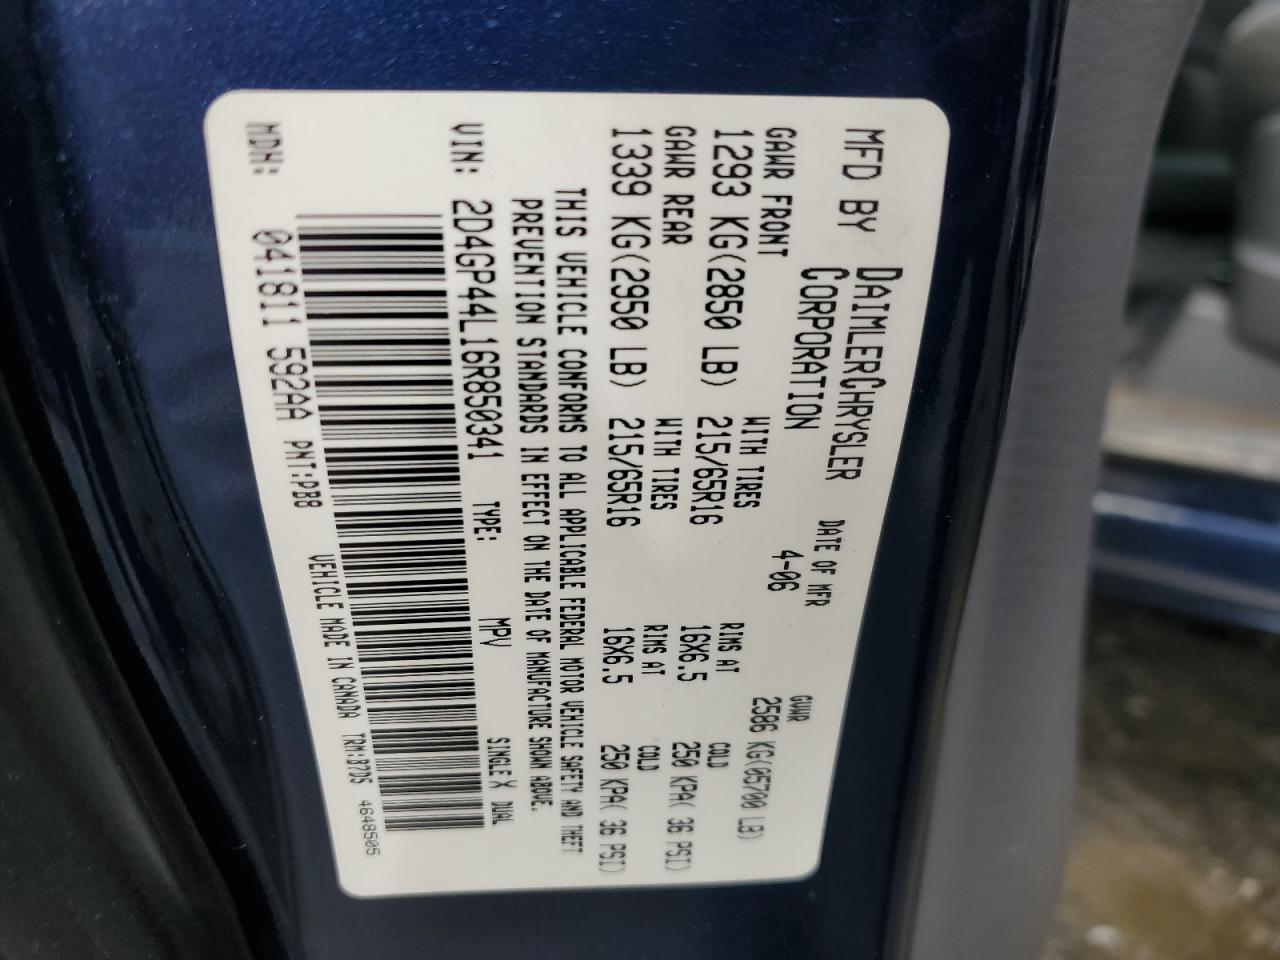 MFD BY DAIMLERCHRYSLER CORPORATION
DATE OF MFR 4-06
GVWR 2586 KG(05700 LB)
GAWR FRONT WITH TIRES RIMS AT COLD
1293 KG(2850 LB) 215/65R16 16X6.5 250 KPA( 36 PSI)
GAWR REAR WITH TIRES RIMS AT COLD
1339 KG(2950 LB) 215/65R16 16X6.5 250 KPA( 36 PSI)
THIS VEHICLE CONFORMS TO ALL APPLICABLE FEDERAL MOTOR VEHICLE SAFETY AND THEFT
PREVENTION STANDARDS IN EFFECT ON THE DATE OF MANUFACTURE SHOWN ABOVE.
VIN: 2D4GP44L16R850341 TYPE: MPV SINGLE X DUAL
MDH: 041811 592AA PNT:PB8 VEHICLE MADE IN CANADA TRM:B7D5 4648505